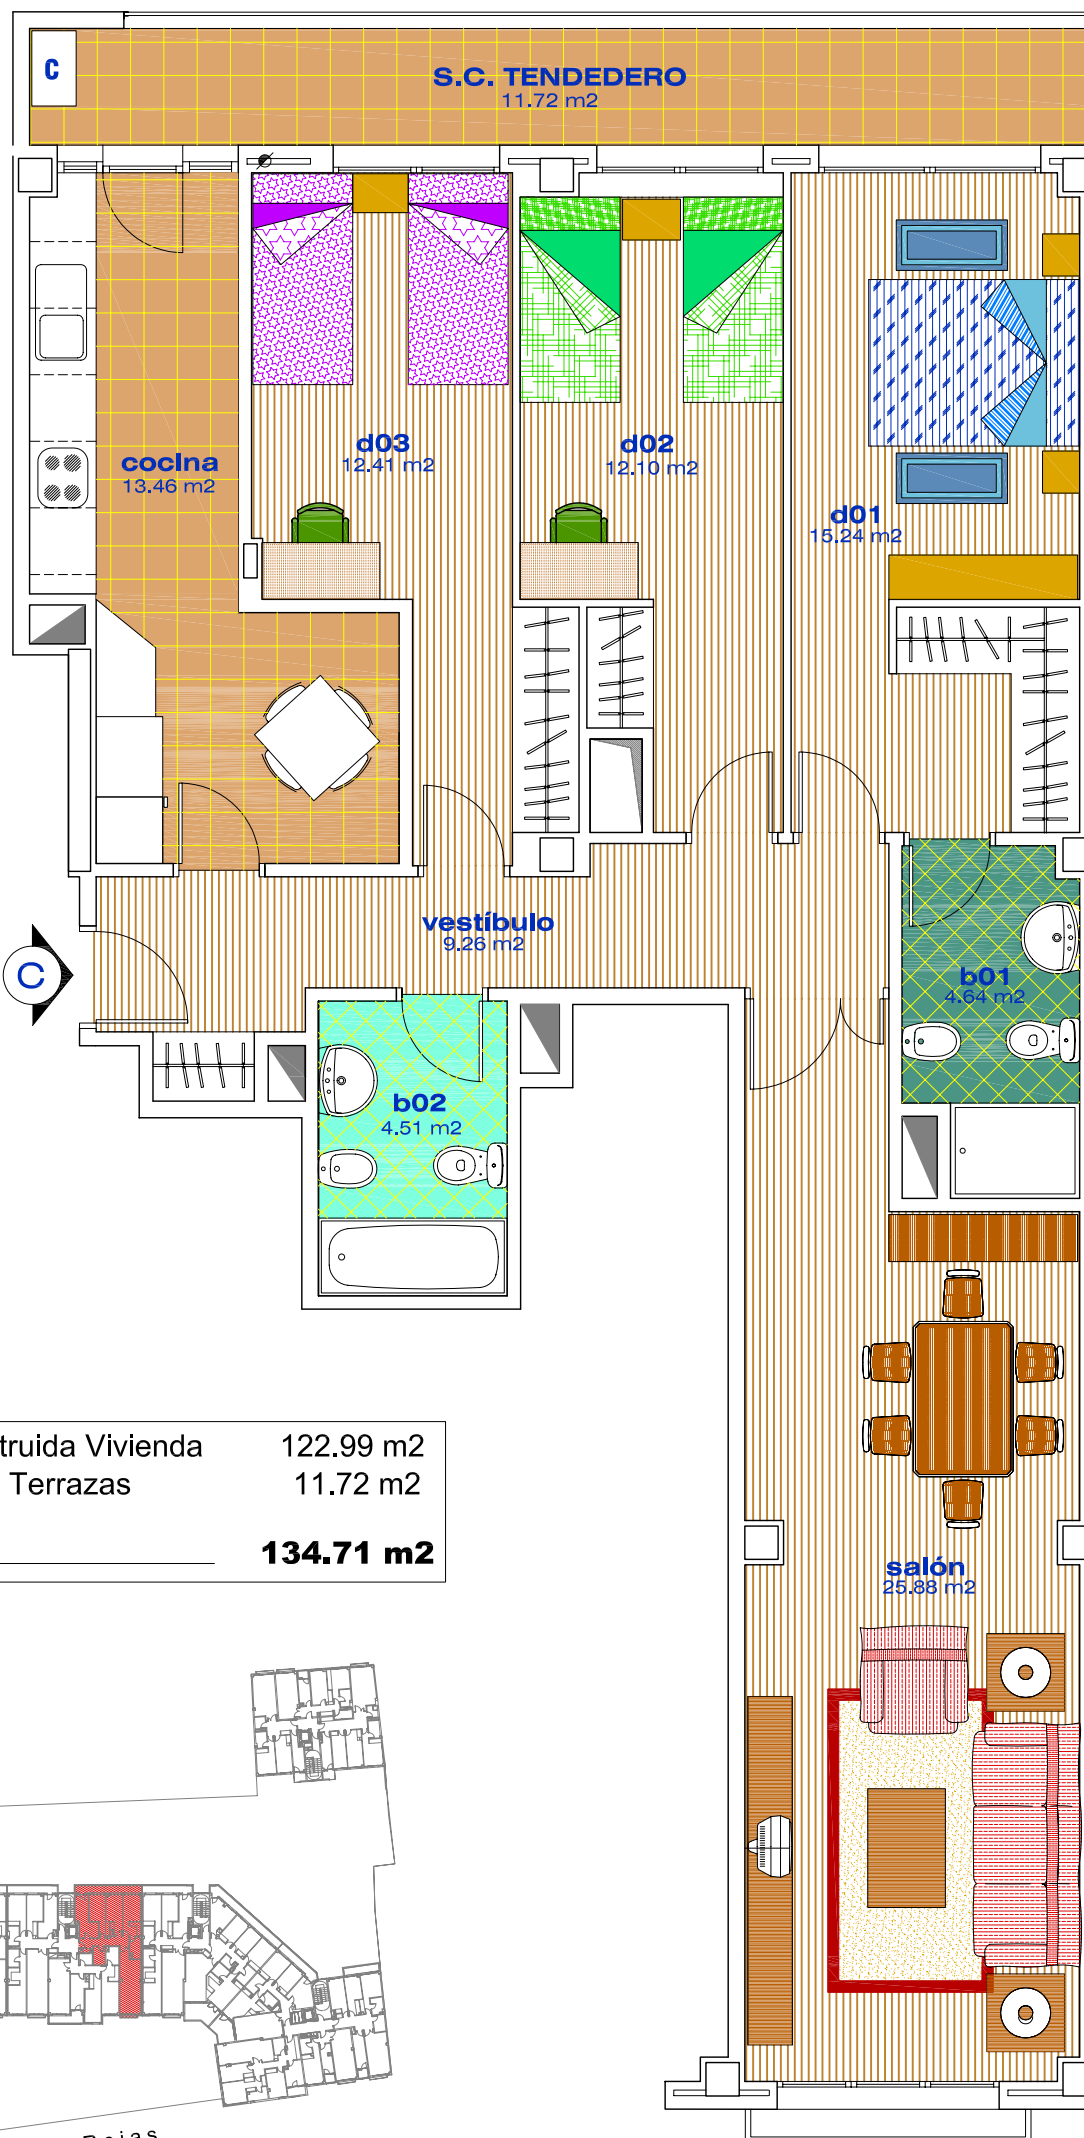 C
S.C. TENDEDERO
11.72 m2
cocina
13.46 m2
d03
12.41 m2
d02
12.10 m2
d01
15.24 m2
vestíbulo
9.26 m2
C
b01
4.64 m2
b02
4.51 m2
truida Vivienda 122.99 m2
Terrazas 11.72 m2
134.71 m2
salón
25.88 m2
Rojas